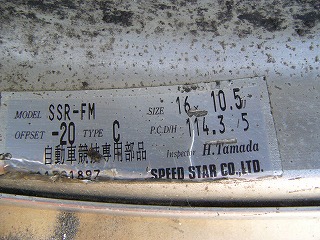 MODEL SSR-FM SIZE 16 - 10.5
OFFSET -20 TYPE C P.C.D/H 114.3/5
自動車競技専用部品 Inspector H.Tamada
SPEED STAR CO.,LTD.